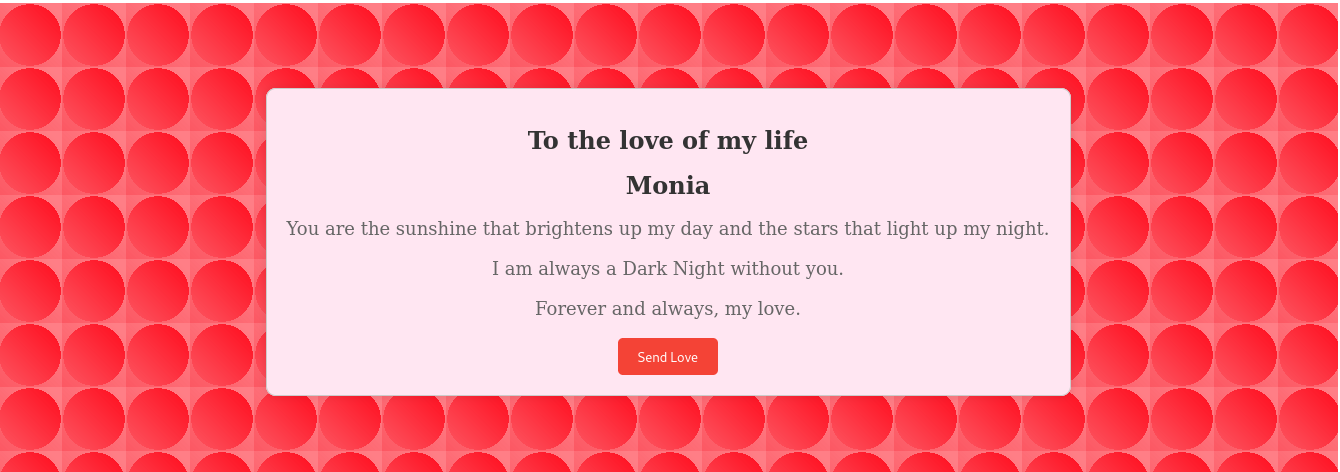 To the love of my life
Monia
You are the sunshine that brightens up my day and the stars that light up my night.
I am always a Dark Night without you.
Forever and always, my love.
Send Love